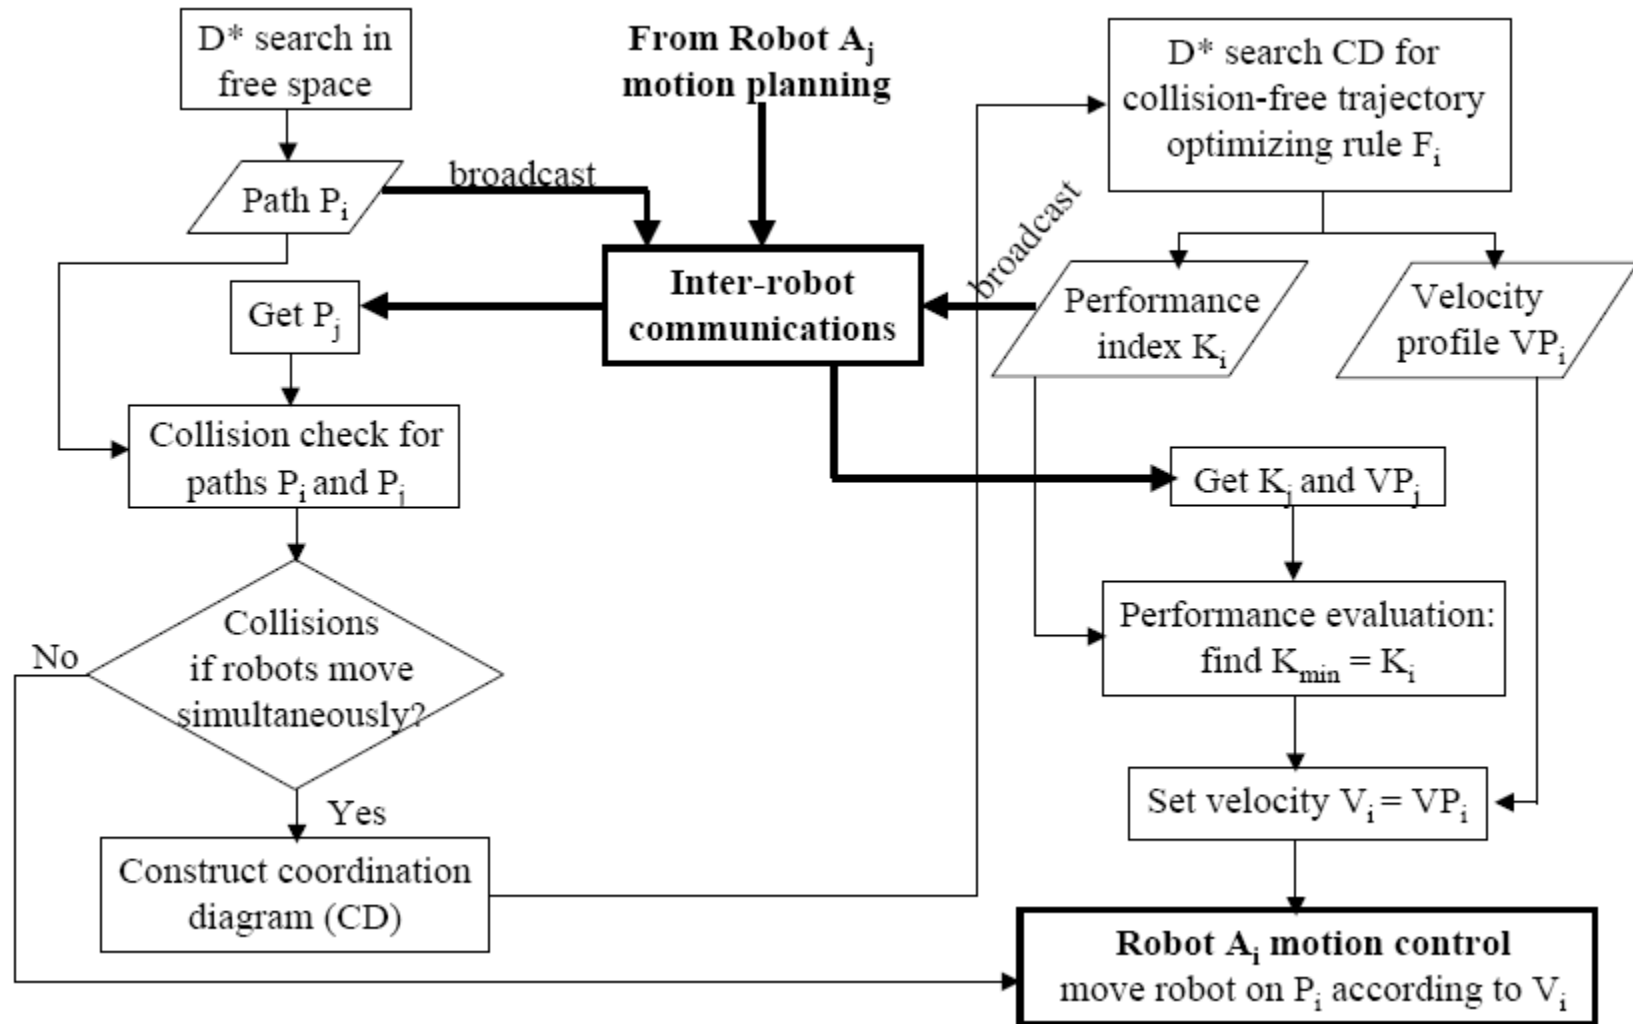 D* search in
free space
Path Pi
broadcast
From Robot Aj
motion planning
Inter-robot
communications
Get Pj
Collision check for
paths Pi and Pj
Collisions
if robots move
simultaneously?
No
Yes
Construct coordination
diagram (CD)
D* search CD for
collision-free trajectory
optimizing rule Fi
broadcast
Performance
index Ki
Velocity
profile VPi
Get Kj and VPj
Performance evaluation:
find Kmin = Ki
Set velocity Vi = VPi
Robot Ai motion control
move robot on Pi according to Vi